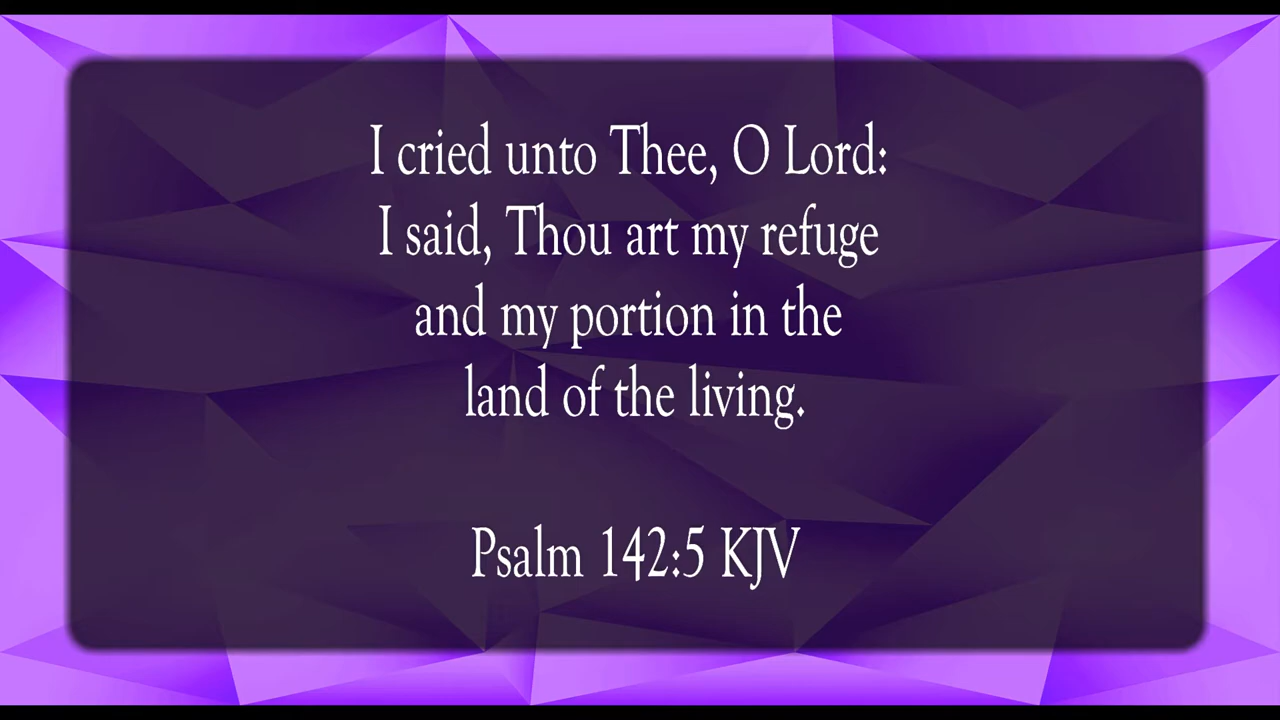 I cried unto Thee, O Lord:
I said, Thou art my refuge
and my portion in the
land of the living.
Psalm 142:5 KJV